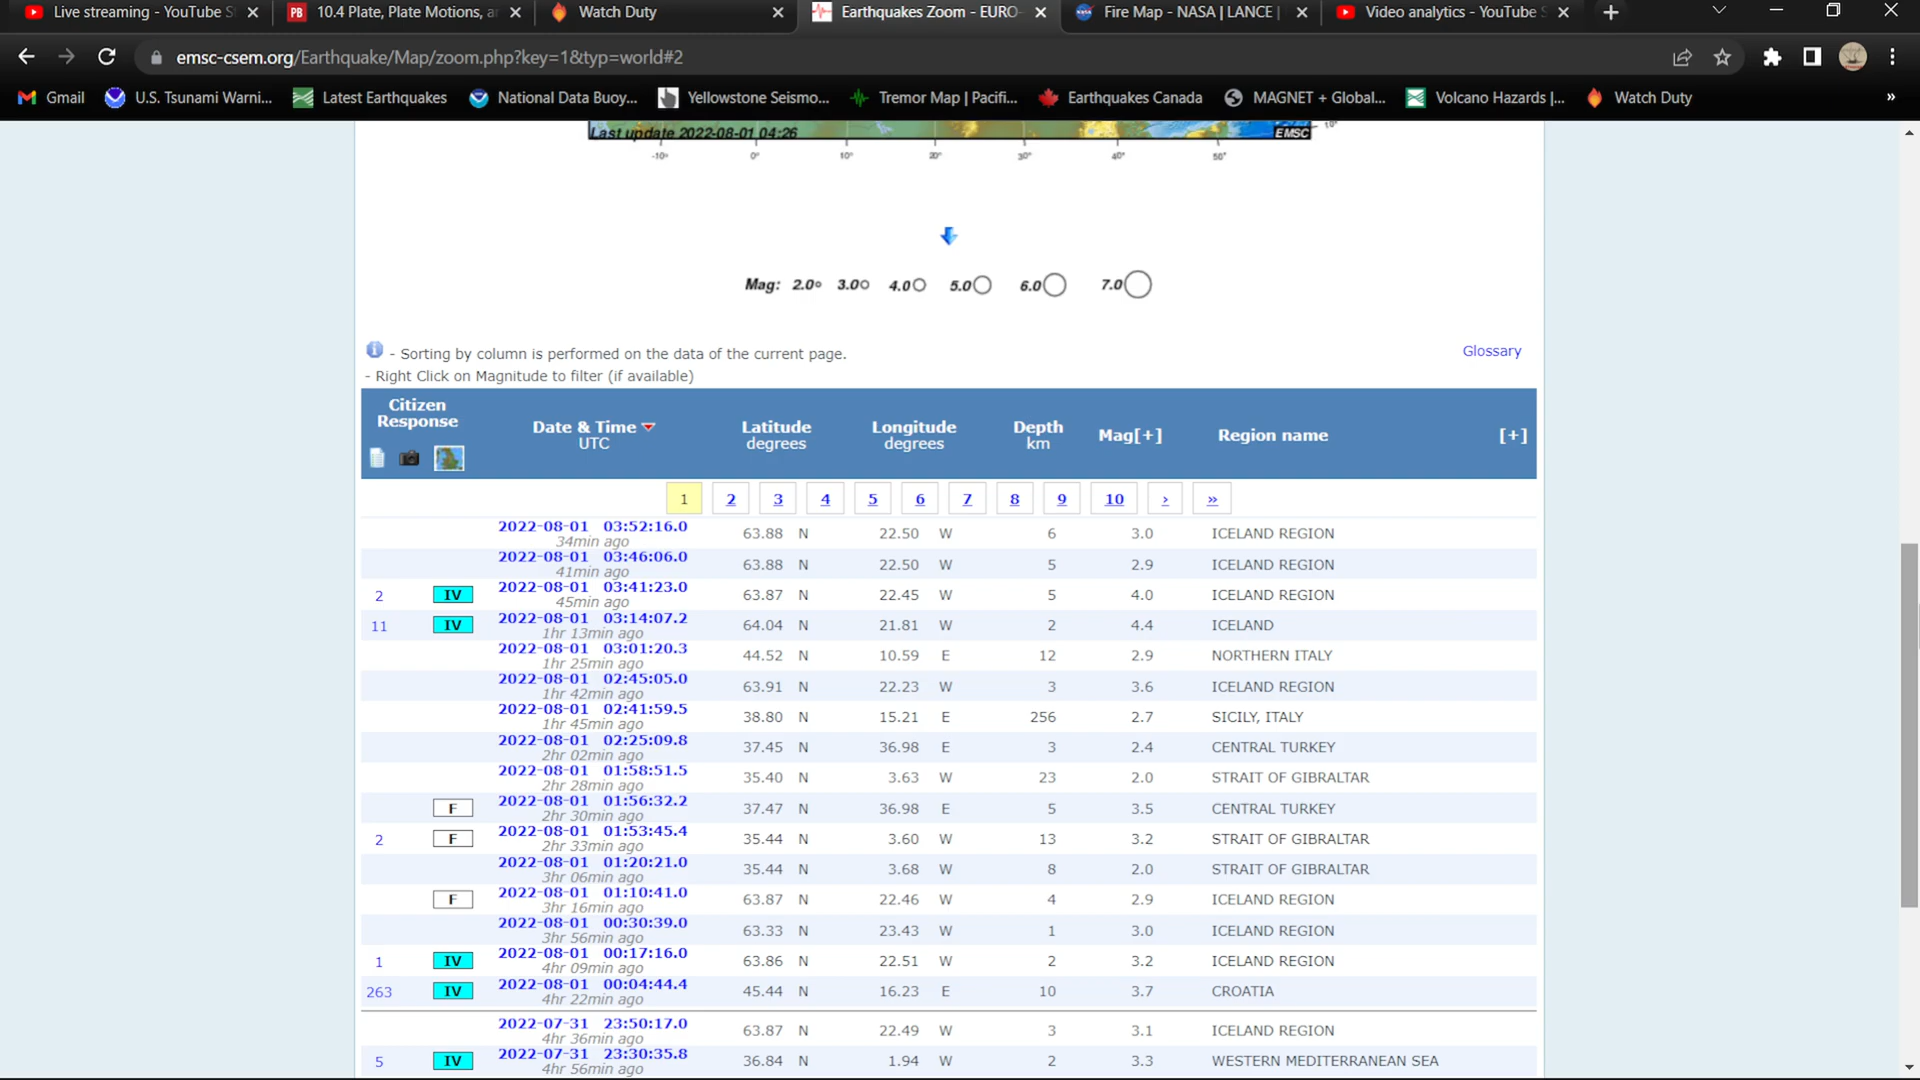 Live streaming - YouTube S
10.4 Plate, Plate Motions, a
Watch Duty
Earthquakes Zoom - EURO-
Fire Map - NASA | LANCE |
Video analytics - YouTube S
emsc-csem.org/Earthquake/Map/zoom.php?key=1&typ=world#2
Gmail
U.S. Tsunami Warni...
Latest Earthquakes
National Data Buoy...
Yellowstone Seismo...
Tremor Map | Pacifi...
Earthquakes Canada
MAGNET + Global...
Volcano Hazards |...
Watch Duty
»
Last update 2022-08-01 04:26
EMSC
10°
-10° 0° 10° 20° 30° 40° 50°
Mag: 2.0 3.0 4.0 5.0 6.0 7.0
- Sorting by column is performed on the data of the current page.
Glossary
- Right Click on Magnitude to filter (if available)
Citizen Response
Date & Time UTC
Latitude degrees
Longitude degrees
Depth km
Mag[+]
Region name
[+]
1 2 3 4 5 6 7 8 9 10 › »
2022-08-01 03:52:16.0 34min ago 63.88 N 22.50 W 6 3.0 ICELAND REGION
2022-08-01 03:46:06.0 41min ago 63.88 N 22.50 W 5 2.9 ICELAND REGION
2 IV 2022-08-01 03:41:23.0 45min ago 63.87 N 22.45 W 5 4.0 ICELAND REGION
11 IV 2022-08-01 03:14:07.2 1hr 13min ago 64.04 N 21.81 W 2 4.4 ICELAND
2022-08-01 03:01:20.3 1hr 25min ago 44.52 N 10.59 E 12 2.9 NORTHERN ITALY
2022-08-01 02:45:05.0 1hr 42min ago 63.91 N 22.23 W 3 3.6 ICELAND REGION
2022-08-01 02:41:59.5 1hr 45min ago 38.80 N 15.21 E 256 2.7 SICILY, ITALY
2022-08-01 02:25:09.8 2hr 02min ago 37.45 N 36.98 E 3 2.4 CENTRAL TURKEY
2022-08-01 01:58:51.5 2hr 28min ago 35.40 N 3.63 W 23 2.0 STRAIT OF GIBRALTAR
F 2022-08-01 01:56:32.2 2hr 30min ago 37.47 N 36.98 E 5 3.5 CENTRAL TURKEY
2 F 2022-08-01 01:53:45.4 2hr 33min ago 35.44 N 3.60 W 13 3.2 STRAIT OF GIBRALTAR
2022-08-01 01:20:21.0 3hr 06min ago 35.44 N 3.68 W 8 2.0 STRAIT OF GIBRALTAR
F 2022-08-01 01:10:41.0 3hr 16min ago 63.87 N 22.46 W 4 2.9 ICELAND REGION
2022-08-01 00:30:39.0 3hr 56min ago 63.33 N 23.43 W 1 3.0 ICELAND REGION
1 IV 2022-08-01 00:17:16.0 4hr 09min ago 63.86 N 22.51 W 2 3.2 ICELAND REGION
263 IV 2022-08-01 00:04:44.4 4hr 22min ago 45.44 N 16.23 E 10 3.7 CROATIA
2022-07-31 23:50:17.0 4hr 36min ago 63.87 N 22.49 W 3 3.1 ICELAND REGION
5 IV 2022-07-31 23:30:35.8 4hr 56min ago 36.84 N 1.94 W 2 3.3 WESTERN MEDITERRANEAN SEA